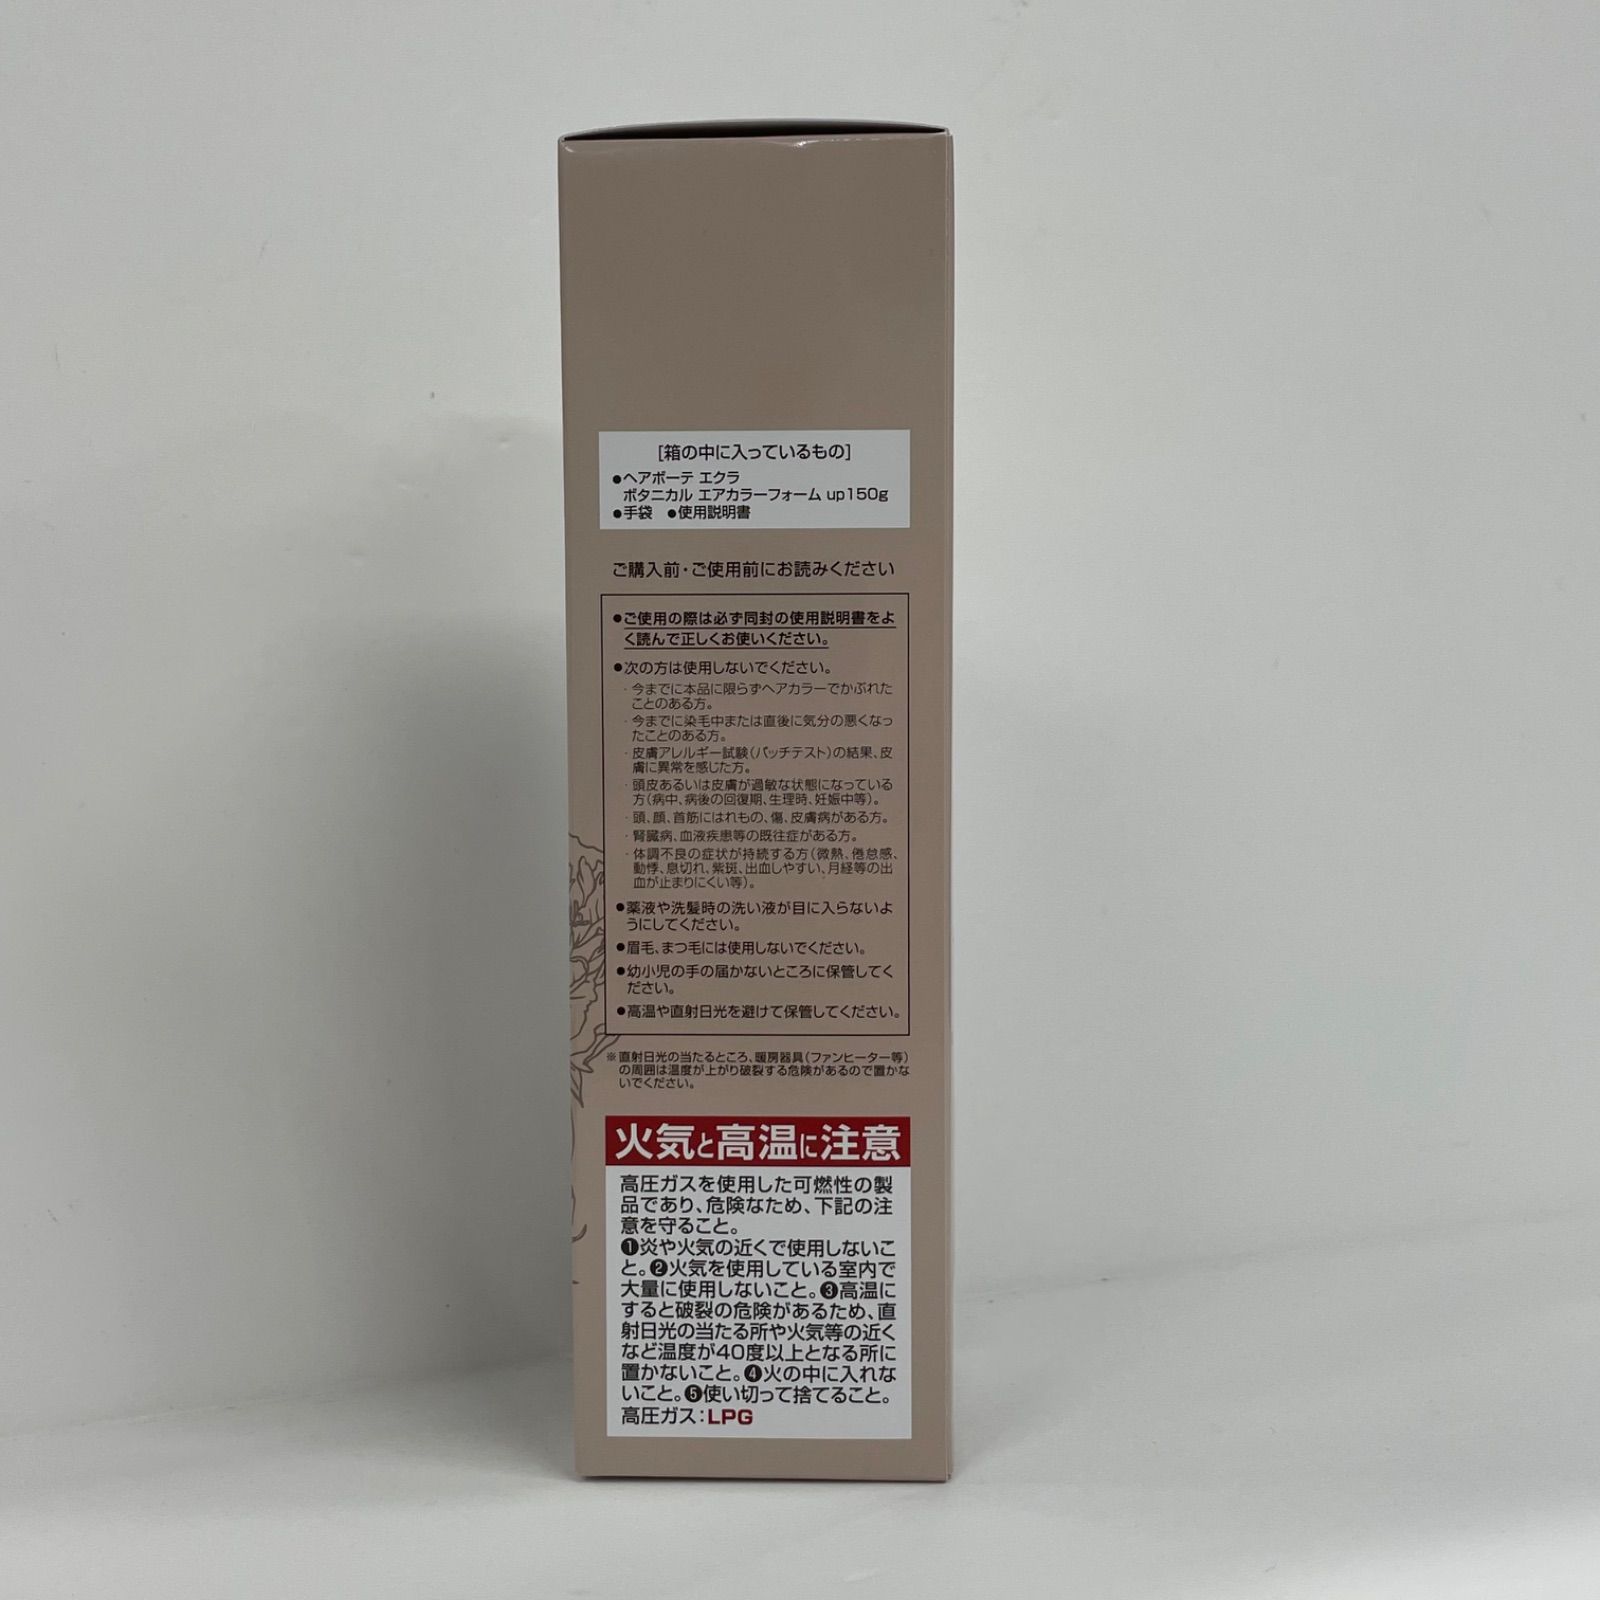 [箱の中に入っているもの]
●ヘアボーテ エクラ
ボタニカル エアカラーフォーム up150g
●手袋 ●使用説明書
ご購入前・ご使用前にお読みください
●ご使用の際は必ず同封の使用説明書をよ
く読んで正しくお使いください。
●次の方は使用しないでください。
・今までに本品に限らずヘアカラーでかぶれた
ことのある方。
・今までに染毛中または直後に気分の悪くなっ
たことのある方。
・皮膚アレルギー試験(パッチテスト)の結果、皮
膚に異常を感じた方。
・頭皮あるいは皮膚が過敏な状態になっている
方(病中、病後の回復期、生理時、妊娠中等)。
・頭、顔、首筋にはれもの、傷、皮膚病がある方。
・腎臓病、血液疾患等の既往症がある方。
・体調不良の症状が持続する方(微熱、倦怠感、
動悸、息切れ、紫斑、出血しやすい、月経等の出
血が止まりにくい等)。
●薬液や洗髪時の洗い液が目に入らないよ
うにしてください。
●眉毛、まつ毛には使用しないでください。
●幼小児の手の届かないところに保管してく
ださい。
●高温や直射日光を避けて保管してください。
※直射日光の当たるところ、暖房器具(ファンヒーター等)
の周囲は温度が上がり破裂する危険があるので置かな
いでください。
火気と高温に注意
高圧ガスを使用した可燃性の製
品であり、危険なため、下記の注
意を守ること。
❶炎や火気の近くで使用しないこ
と。❷火気を使用している室内で
大量に使用しないこと。❸高温に
すると破裂の危険があるため、直
射日光の当たる所や火気等の近く
など温度が40度以上となる所に
置かないこと。❹火の中に入れな
いこと。❺使い切って捨てること。
高圧ガス:LPG